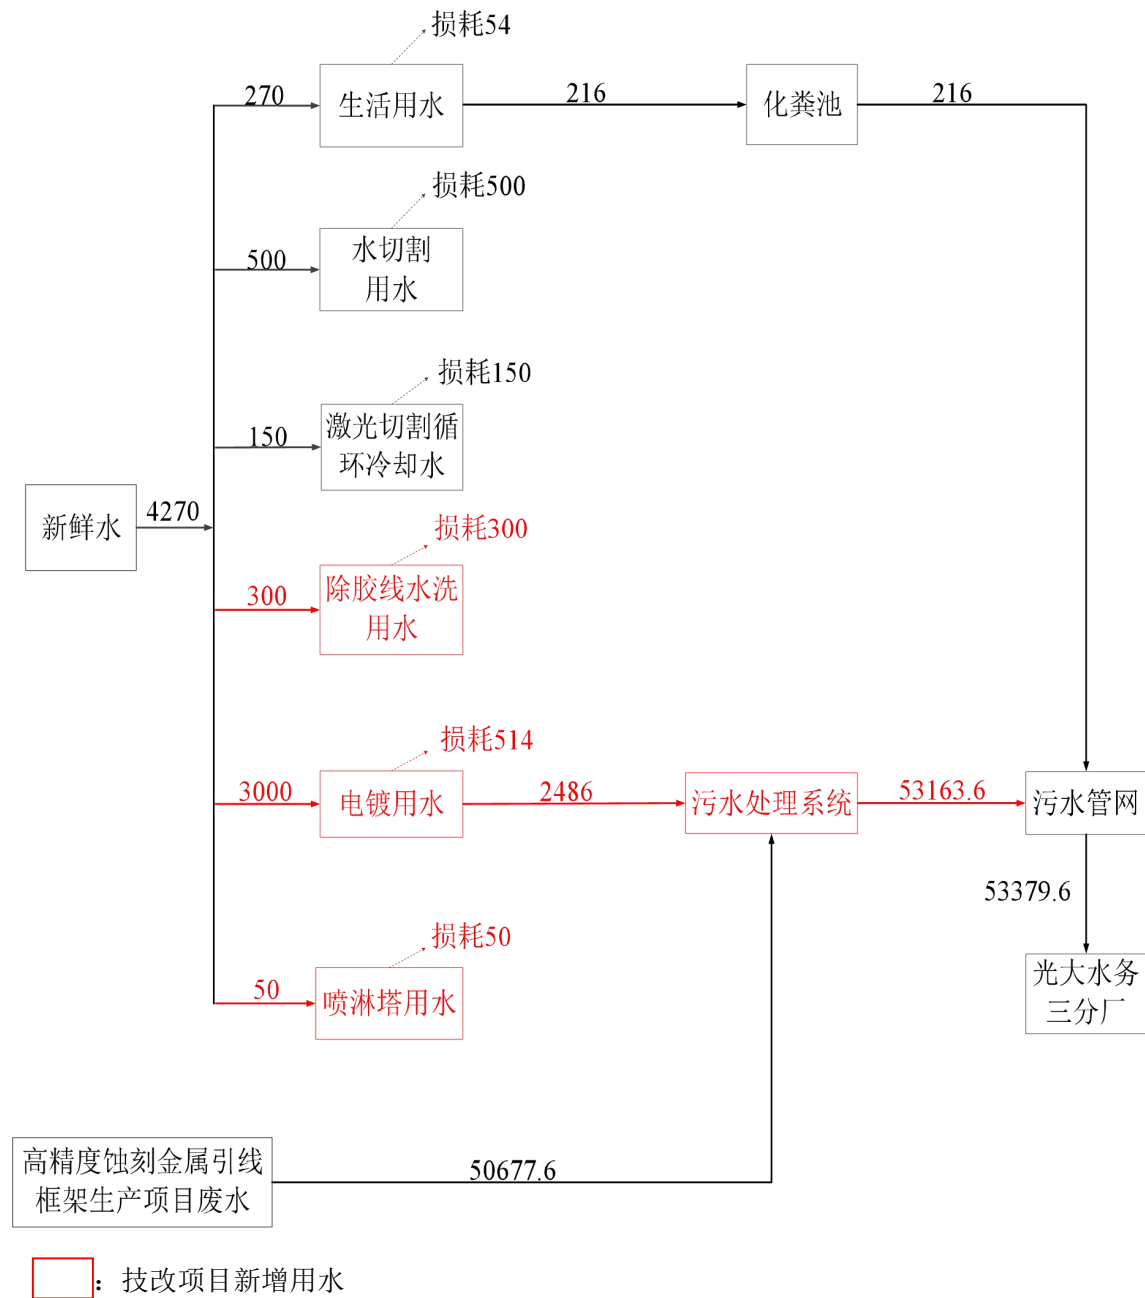 损耗54
270
生活用水
216
化粪池
216
损耗500
500
水切割
用水
损耗150
150
激光切割循
环冷却水
新鲜水
4270
损耗300
300
除胶线水洗
用水
损耗514
3000
电镀用水
2486
污水处理系统
53163.6
污水管网
53379.6
损耗50
50
喷淋塔用水
光大水务
三分厂
高精度蚀刻金属引线
框架生产项目废水
50677.6
：技改项目新增用水